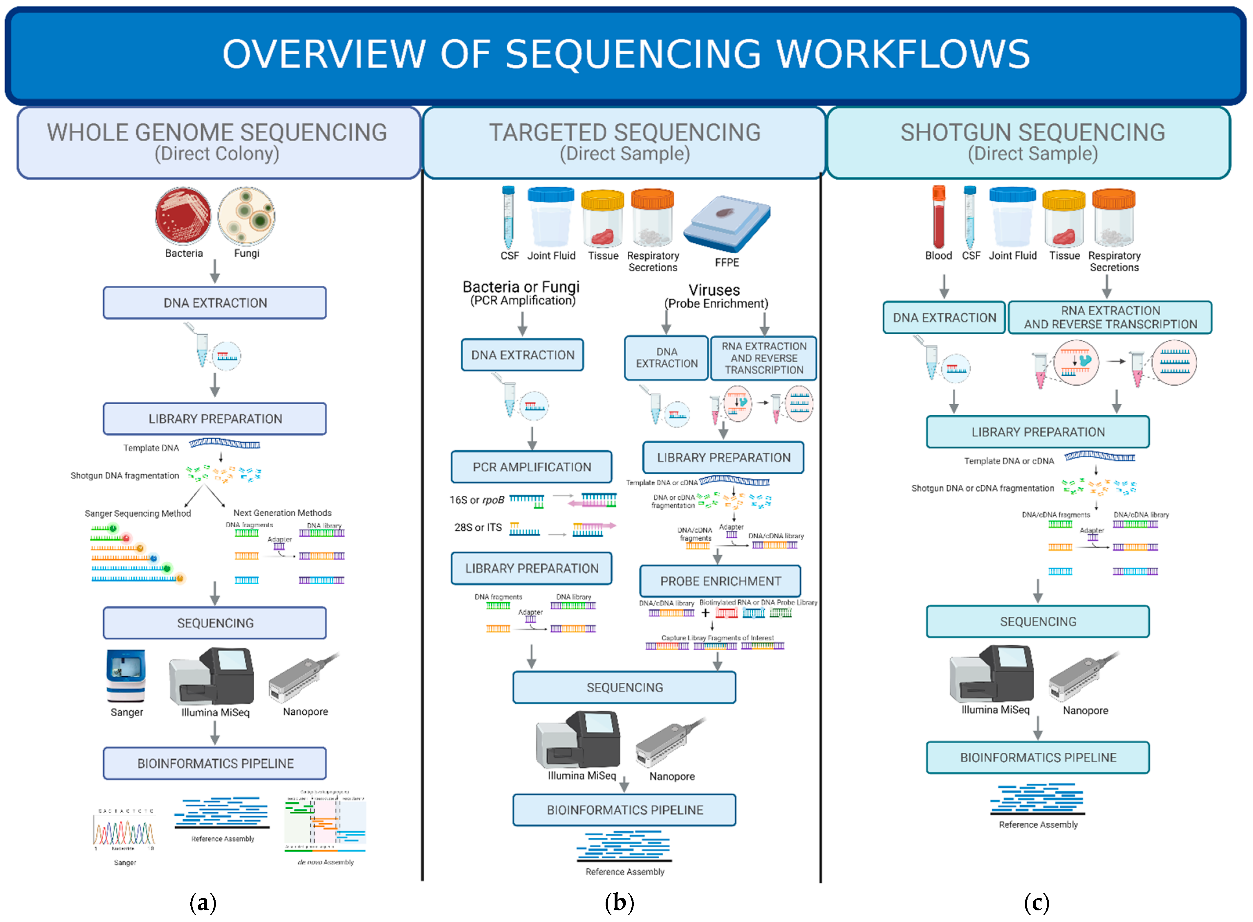 OVERVIEW OF SEQUENCING WORKFLOWS
WHOLE GENOME SEQUENCING
(Direct Colony)
Bacteria
Fungi
DNA EXTRACTION
LIBRARY PREPARATION
Template DNA
Shotgun DNA fragmentation
Sanger Sequencing Method
Next Generation Methods
DNA fragments
DNA library
Adapter
SEQUENCING
Sanger
Illumina MiSeq
Nanopore
BIOINFORMATICS PIPELINE
Sanger
Reference Assembly
de novo Assembly
(a)
TARGETED SEQUENCING
(Direct Sample)
CSF
Joint Fluid
Tissue
Respiratory
Secretions
FFPE
Bacteria or Fungi
(PCR Amplification)
DNA EXTRACTION
PCR AMPLIFICATION
16S or rpoB
28S or ITS
LIBRARY PREPARATION
DNA fragments
DNA library
Adapter
Viruses
(Probe Enrichment)
DNA
EXTRACTION
RNA EXTRACTION
AND REVERSE
TRANSCRIPTION
LIBRARY PREPARATION
Template DNA or cDNA
DNA or cDNA
fragmentation
DNA/cDNA
fragments
Adapter
DNA/cDNA library
PROBE ENRICHMENT
DNA/cDNA library
Biotinylated RNA or DNA Probe Library
+
Capture Libray Fragments of Interest
SEQUENCING
Illumina MiSeq
Nanopore
BIOINFORMATICS PIPELINE
Reference Assembly
(b)
SHOTGUN SEQUENCING
(Direct Sample)
Blood
CSF
Joint Fluid
Tissue
Respiratory
Secretions
DNA EXTRACTION
RNA EXTRACTION
AND REVERSE TRANSCRIPTION
LIBRARY PREPARATION
Template DNA or cDNA
Shotgun DNA or cDNA fragmentation
DNA/cDNA fragments
DNA/cDNA library
Adapter
SEQUENCING
Illumina MiSeq
Nanopore
BIOINFORMATICS PIPELINE
Reference Assembly
(c)